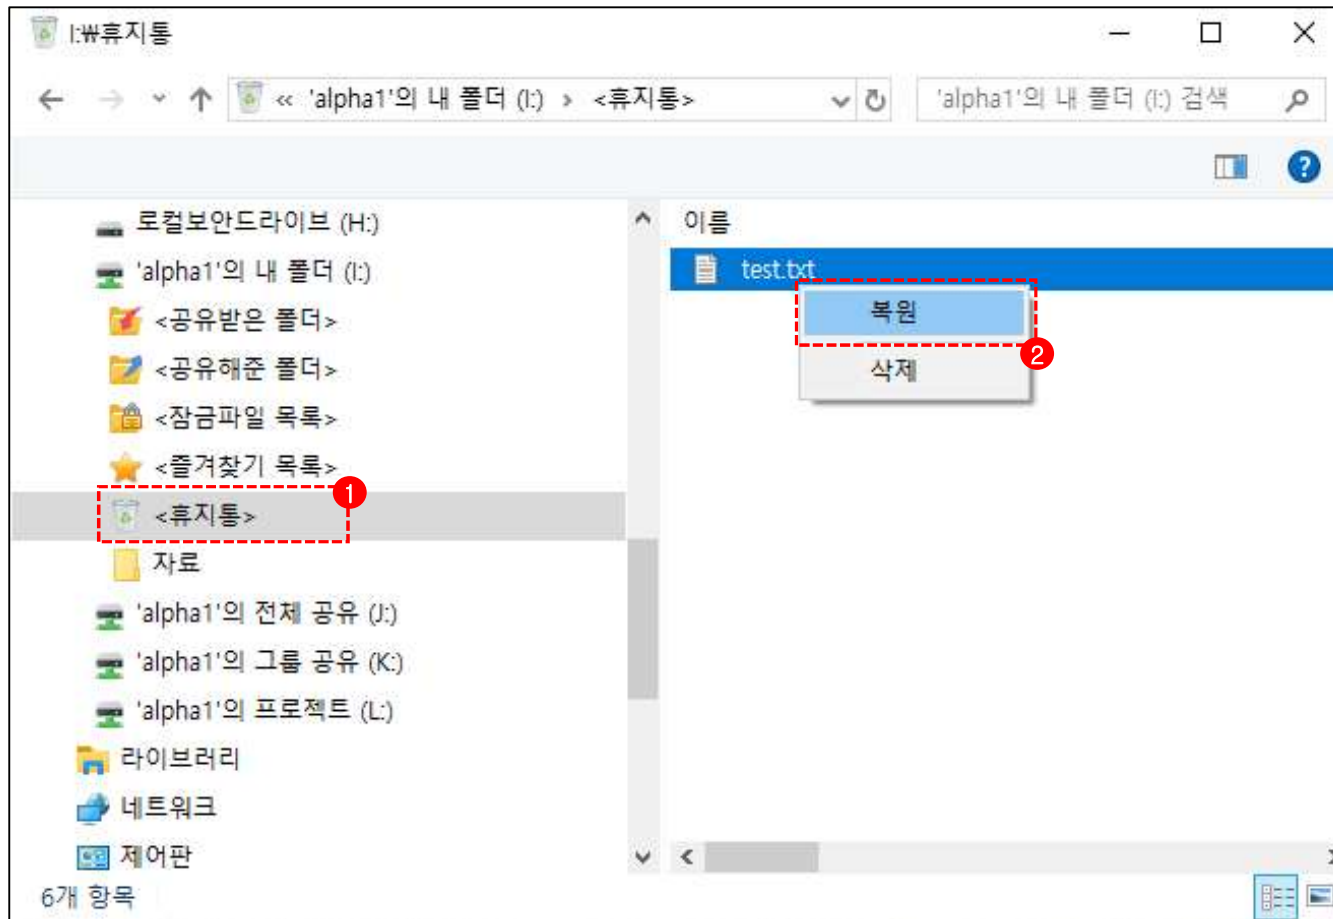 I:₩휴지통
« 'alpha1'의 내 폴더 (I:) > <휴지통>
'alpha1'의 내 폴더 (I:) 검색
?
로컬보안드라이브 (H:)
'alpha1'의 내 폴더 (I:)
<공유받은 폴더>
<공유해준 폴더>
<잠금파일 목록>
<즐겨찾기 목록>
1
<휴지통>
자료
'alpha1'의 전체 공유 (J:)
'alpha1'의 그룹 공유 (K:)
'alpha1'의 프로젝트 (L:)
라이브러리
네트워크
제어판
이름
test.txt
복원
2
삭제
6개 항목